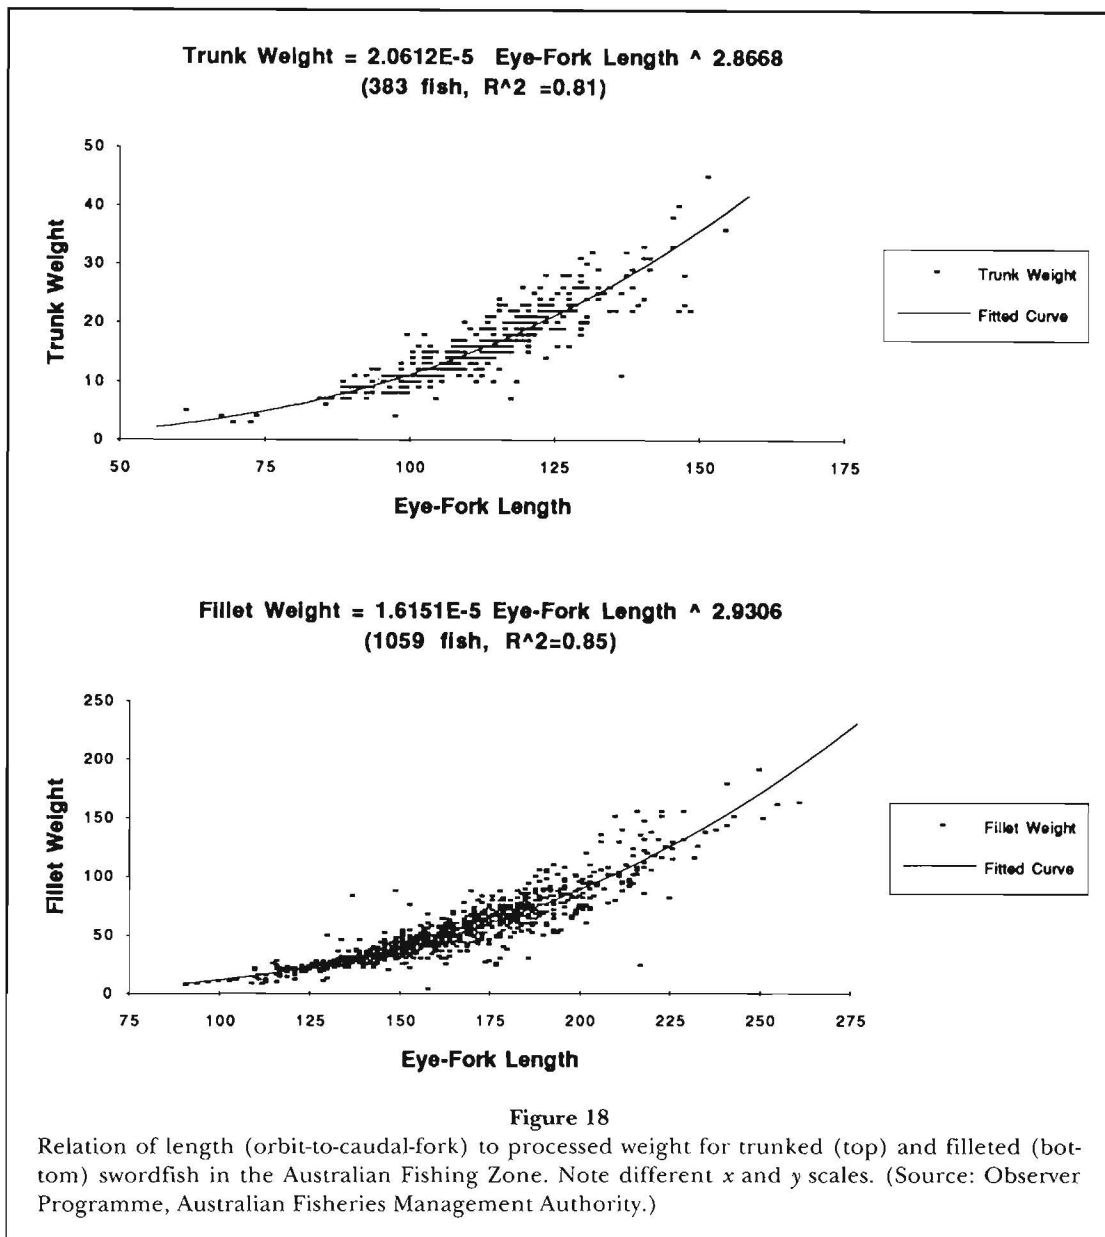 Trunk Weight = 2.0612E-5 Eye-Fork Length ^ 2.8668
(383 fish, R^2 =0.81)
50
40
30
20
10
0
Trunk Weight
50 75 100 125 150 175
Eye-Fork Length
Trunk Weight
Fitted Curve
Fillet Weight = 1.6151E-5 Eye-Fork Length ^ 2.9306
(1059 fish, R^2=0.85)
250
200
150
100
50
0
Fillet Weight
75 100 125 150 175 200 225 250 275
Eye-Fork Length
Fillet Weight
Fitted Curve
Figure 18
Relation of length (orbit-to-caudal-fork) to processed weight for trunked (top) and filleted (bot-
tom) swordfish in the Australian Fishing Zone. Note different x and y scales. (Source: Observer
Programme, Australian Fisheries Management Authority.)